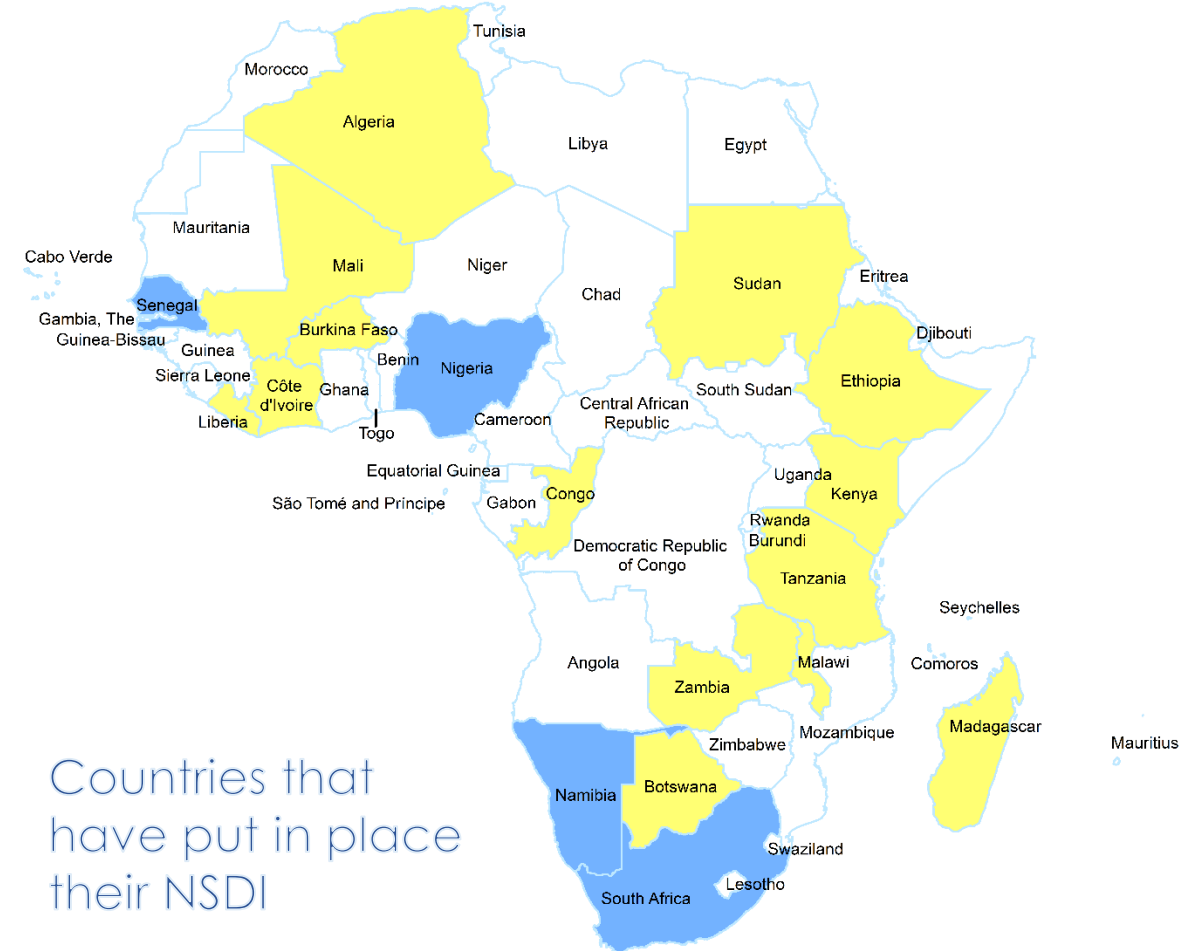 Tunisia
Morocco
Algeria
Libya
Egypt
Mauritania
Cabo Verde
Mali
Niger
Chad
Sudan
Eritrea
Senegal
Gambia, The
Guinea-Bissau
Burkina Faso
Djibouti
Guinea
Benin
Nigeria
Sierra Leone
Côte
d'Ivoire
Ghana
South Sudan
Ethiopia
Central African
Republic
Liberia
Togo
Cameroon
Equatorial Guinea
Uganda
Kenya
São Tomé and Príncipe
Gabon
Congo
Rwanda
Burundi
Democratic Republic
of Congo
Tanzania
Seychelles
Angola
Malawi
Comoros
Zambia
Madagascar
Mozambique
Mauritius
Zimbabwe
Namibia
Botswana
Swaziland
Lesotho
South Africa
Countries that
have put in place
their NSDI